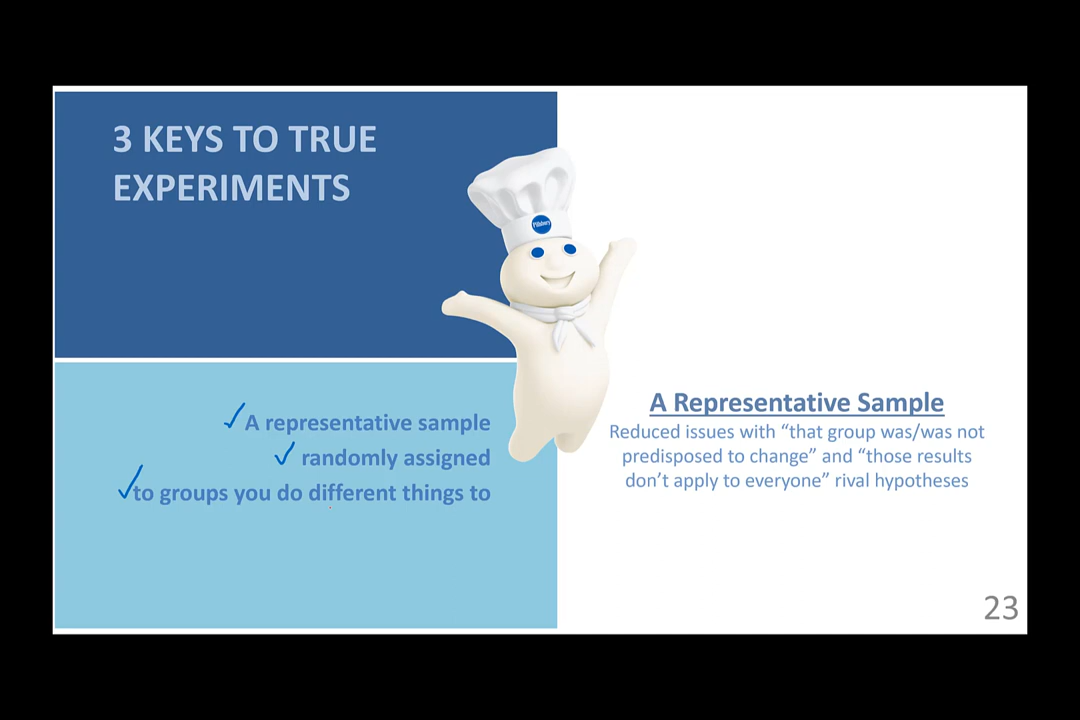 3 KEYS TO TRUE
EXPERIMENTS
Pillsbury
A representative sample
randomly assigned
to groups you do different things to
A Representative Sample
Reduced issues with “that group was/was not
predisposed to change” and “those results
don’t apply to everyone” rival hypotheses
23